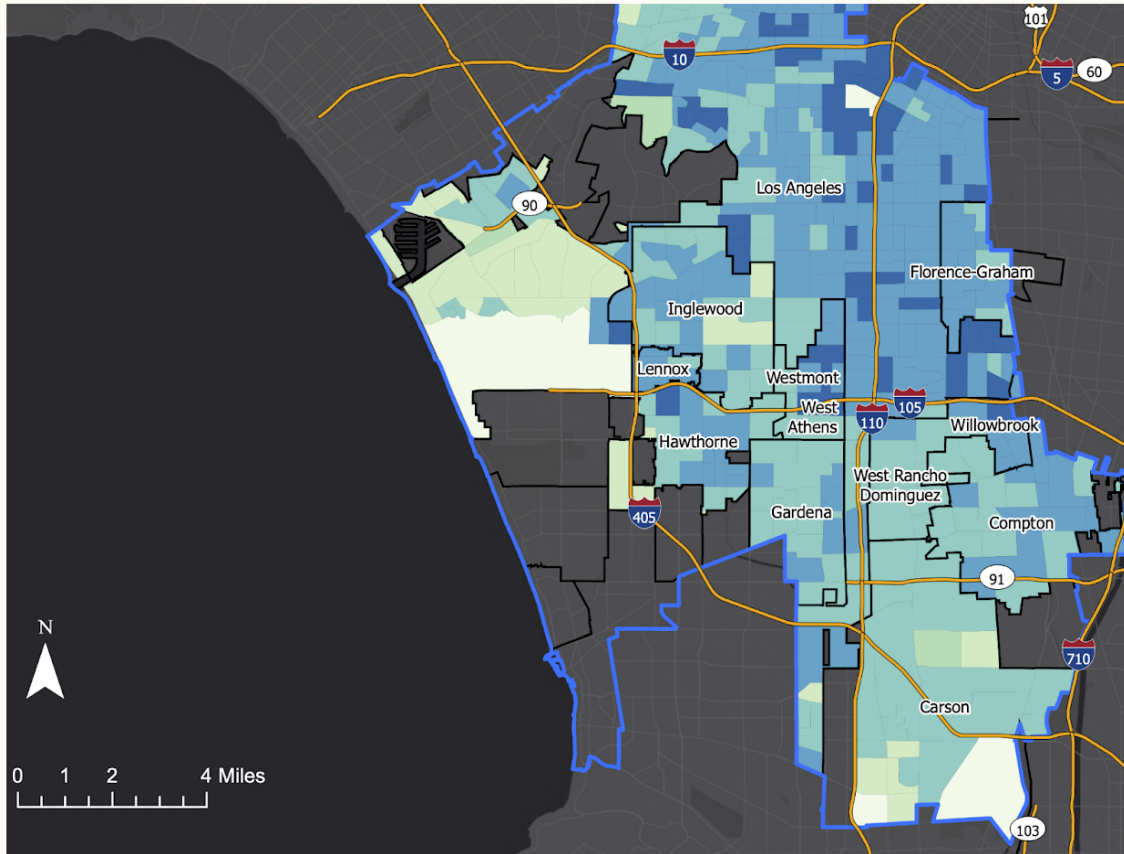 101
10
5
60
Los Angeles
90
Florence-Graham
Inglewood
Lennox
Westmont
105
West
Athens
110
Willowbrook
Hawthorne
West Rancho
Dominguez
405
Gardena
Compton
91
N
710
Carson
0 1 2 4 Miles
103